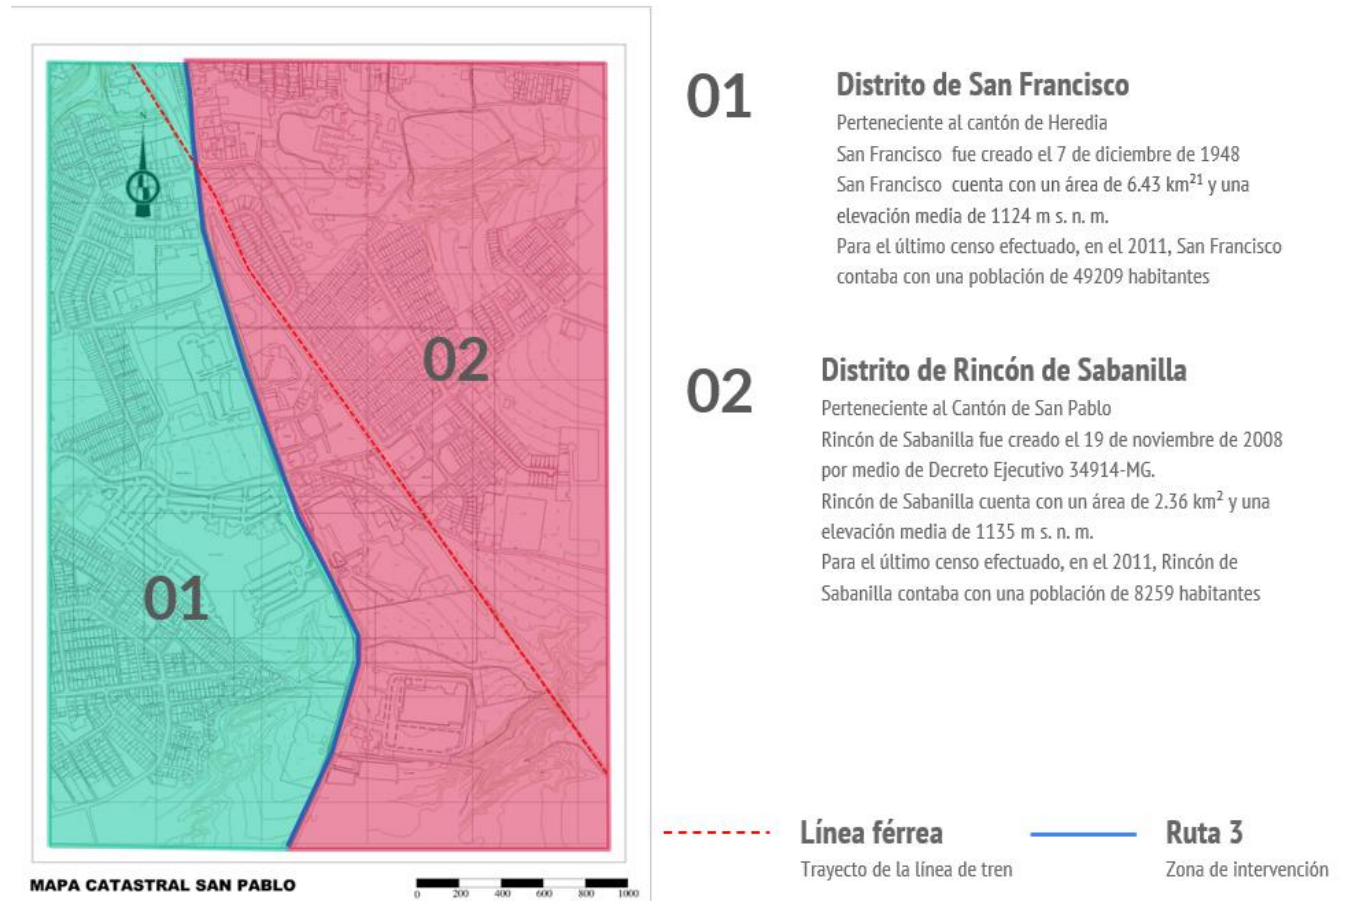 N
02
01
MAPA CATASTRAL SAN PABLO
0 200 400 600 800 1000
01
Distrito de San Francisco
Perteneciente al cantón de Heredia
San Francisco fue creado el 7 de diciembre de 1948
San Francisco cuenta con un área de 6.43 km²¹ y una
elevación media de 1124 m s. n. m.
Para el último censo efectuado, en el 2011, San Francisco
contaba con una población de 49209 habitantes
02
Distrito de Rincón de Sabanilla
Perteneciente al Cantón de San Pablo
Rincón de Sabanilla fue creado el 19 de noviembre de 2008
por medio de Decreto Ejecutivo 34914-MG.
Rincón de Sabanilla cuenta con un área de 2.36 km² y una
elevación media de 1135 m s. n. m.
Para el último censo efectuado, en el 2011, Rincón de
Sabanilla contaba con una población de 8259 habitantes
Línea férrea
Trayecto de la línea de tren
Ruta 3
Zona de intervención